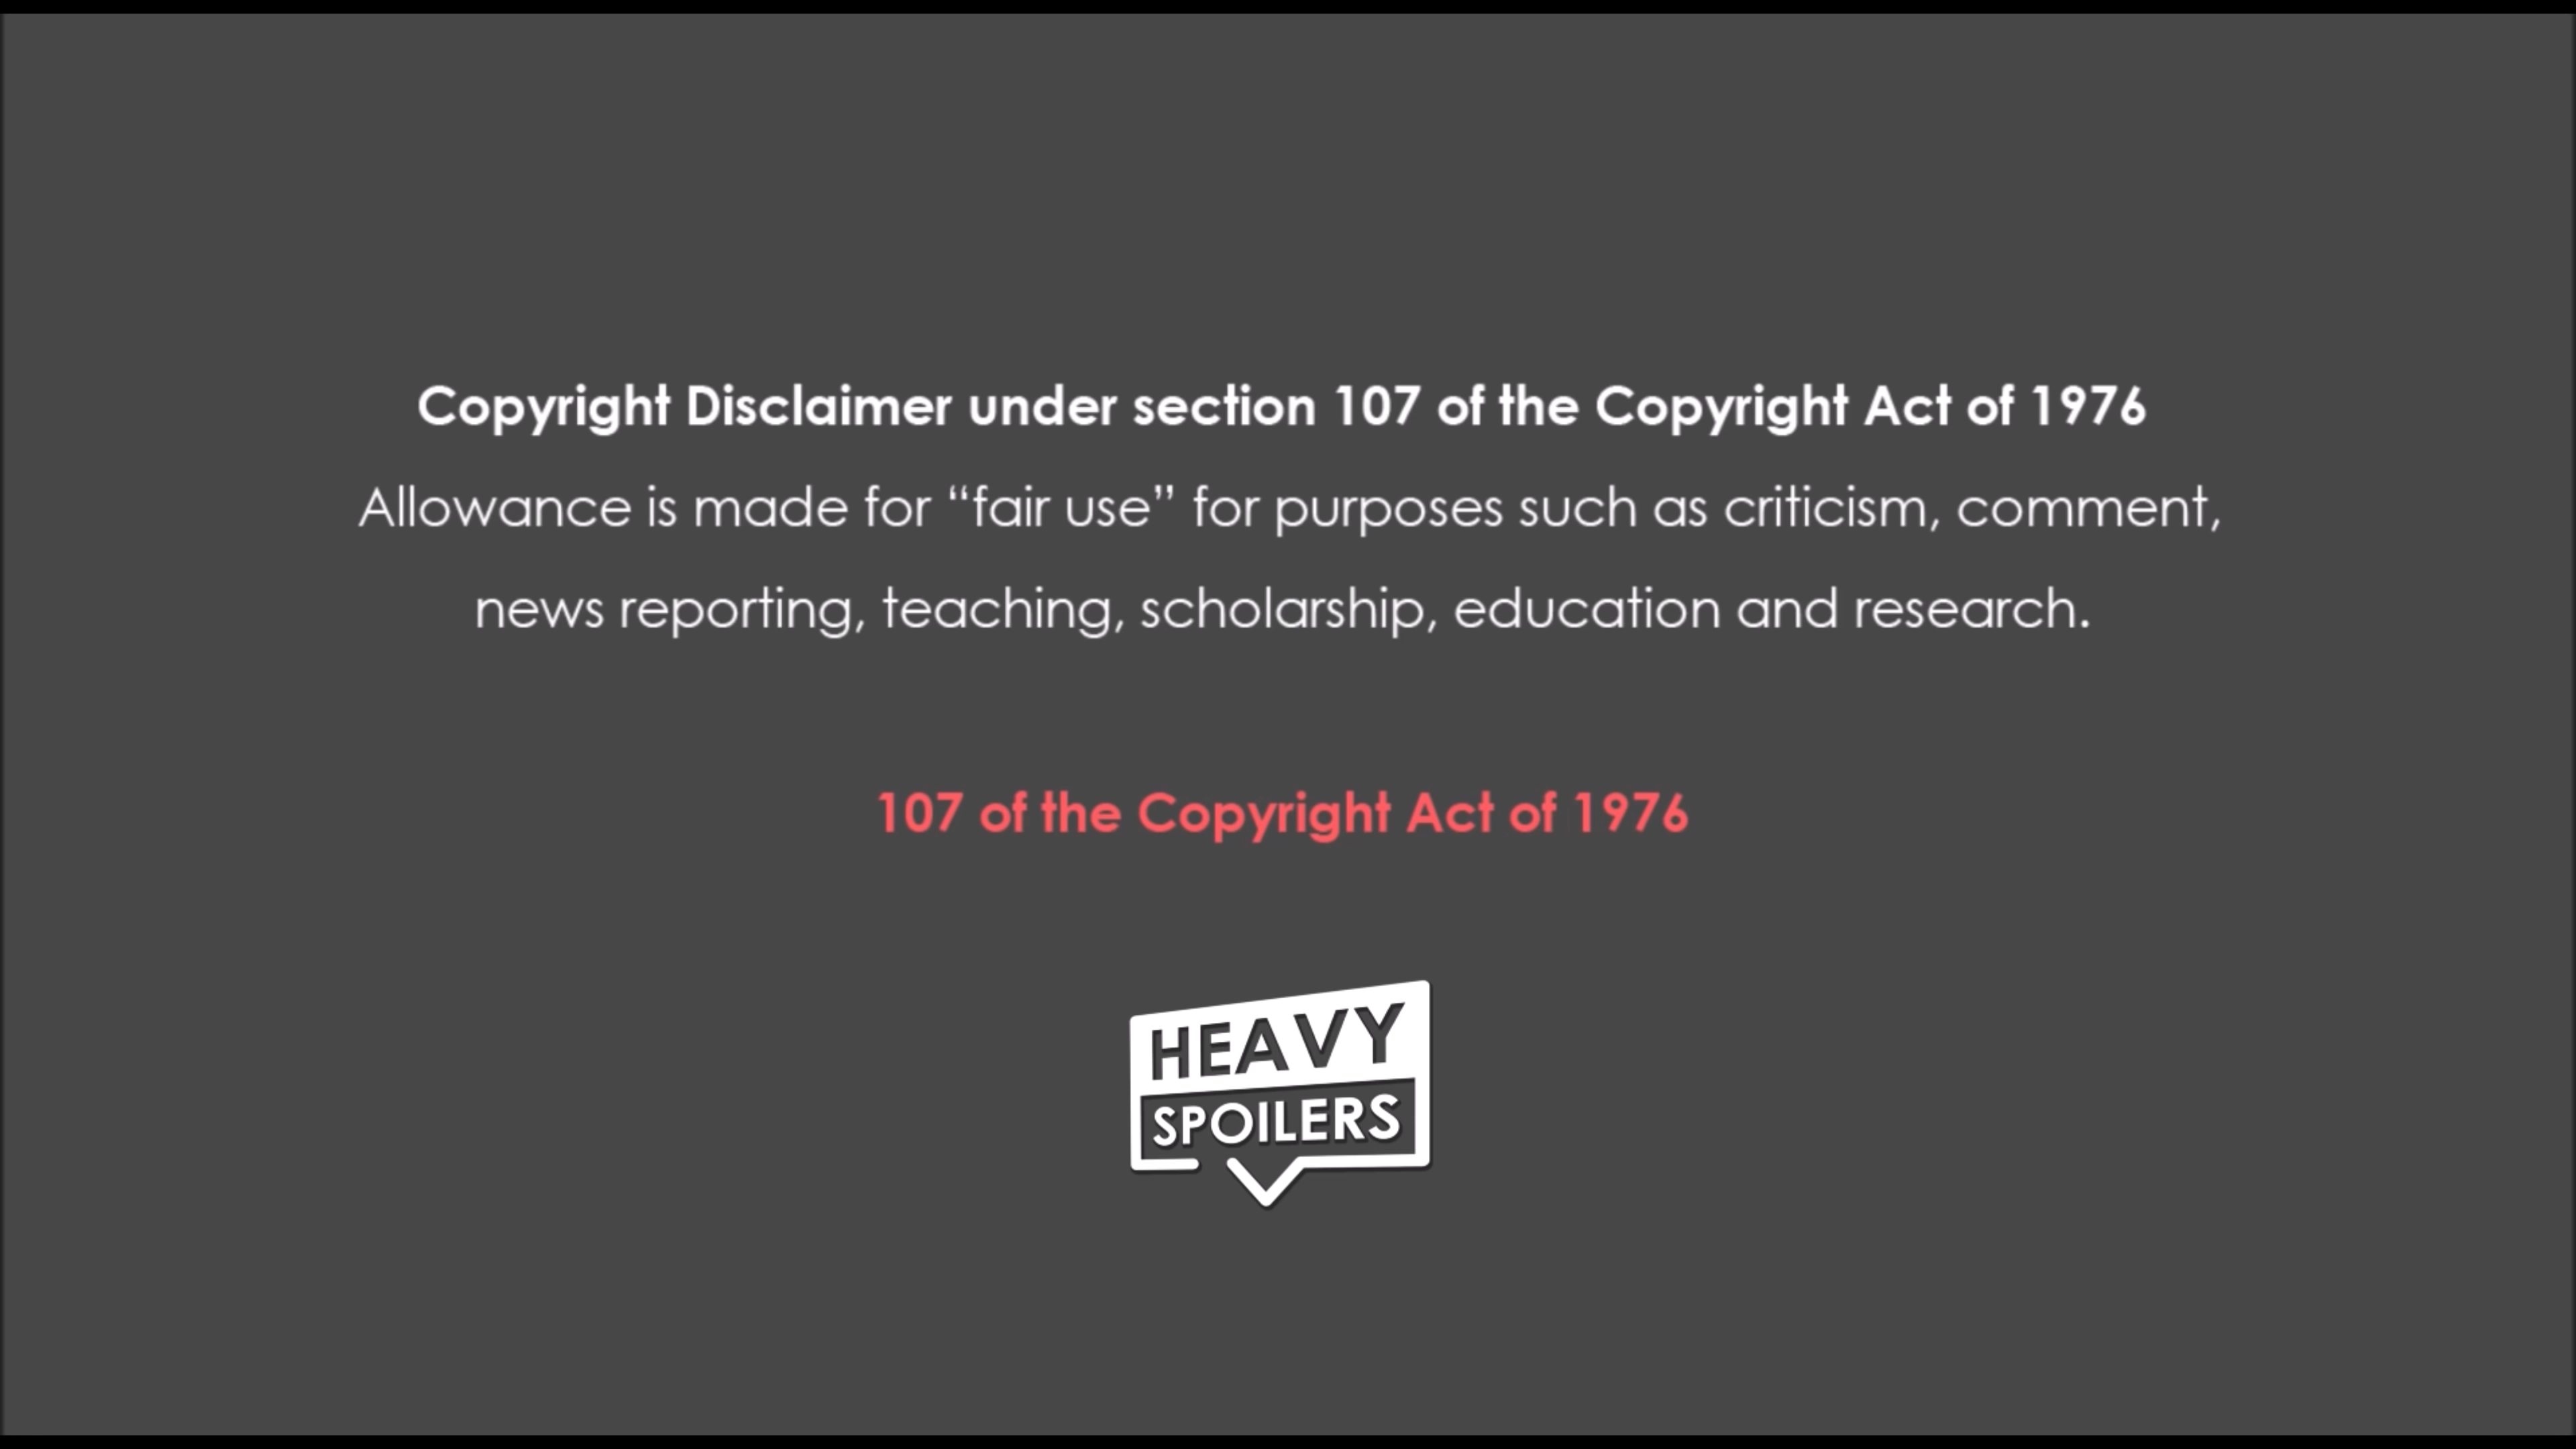 Copyright Disclaimer under section 107 of the Copyright Act of 1976
Allowance is made for “fair use” for purposes such as criticism, comment,
news reporting, teaching, scholarship, education and research.
107 of the Copyright Act of 1976
HEAVY
SPOILERS